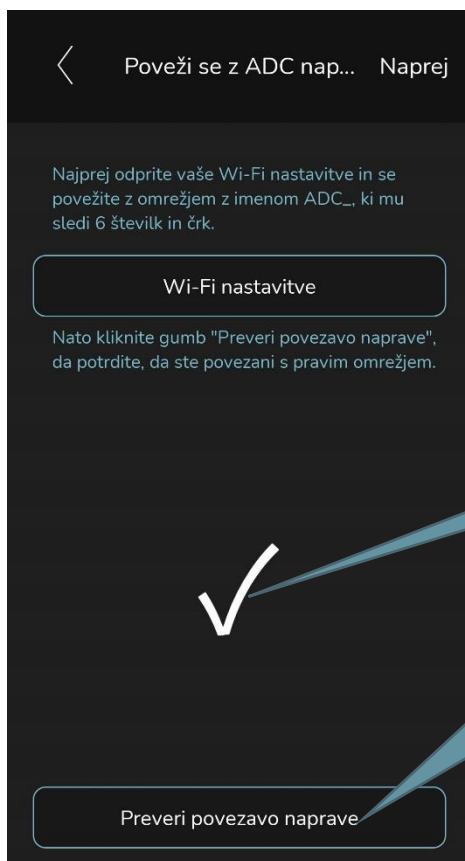 Poveži se z ADC nap... Naprej
Najprej odprite vaše Wi-Fi nastavitve in se
povežite z omrežjem z imenom ADC_, ki mu
sledi 6 številk in črk.
Wi-Fi nastavitve
Nato kliknite gumb "Preveri povezavo naprave",
da potrdite, da ste povezani s pravim omrežjem.
Preveri povezavo naprave